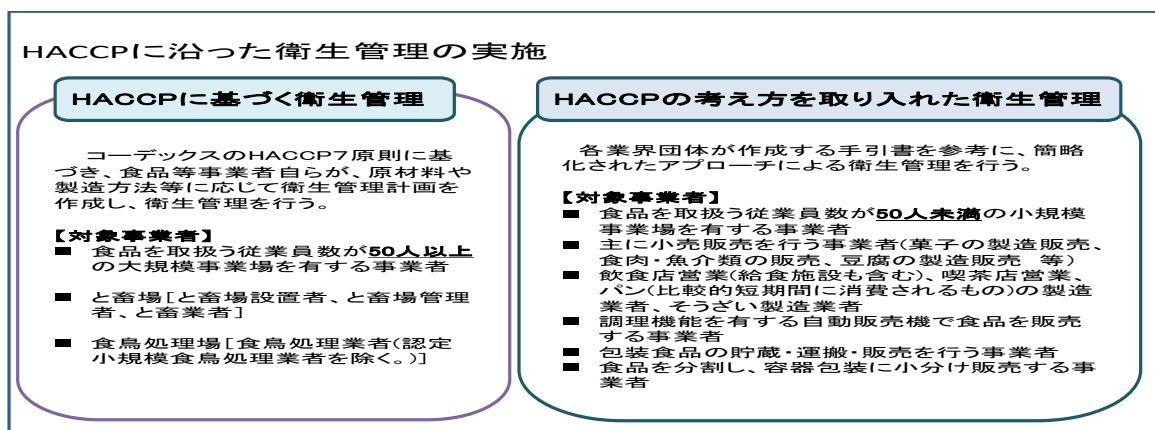 HACCPに沿った衛生管理の実施
HACCPに基づく衛生管理
コーデックスのHACCP7原則に基
づき、食品等事業者自らが、原材料や
製造方法等に応じて衛生管理計画を
作成し、衛生管理を行う。
【対象事業者】
■ 食品を取扱う従業員数が50人以上
の大規模事業場を有する事業者
■ と畜場[と畜場設置者、と畜場管理
者、と畜業者]
■ 食鳥処理場[食鳥処理業者(認定
小規模食鳥処理業者を除く。)]
HACCPの考え方を取り入れた衛生管理
各業界団体が作成する手引書を参考に、簡略
化されたアプローチによる衛生管理を行う。
【対象事業者】
■ 食品を取扱う従業員数が50人未満の小規模
事業場を有する事業者
■ 主に小売販売を行う事業者(菓子の製造販売、
食肉・魚介類の販売、豆腐の製造販売 等)
■ 飲食店営業(給食施設も含む)、喫茶店営業、
パン(比較的短期間に消費されるもの)の製造
業者、そうざい製造業者
■ 調理機能を有する自動販売機で食品を販売
する事業者
■ 包装食品の貯蔵・運搬・販売を行う事業者
■ 食品を分割し、容器包装に小分け販売する事
業者